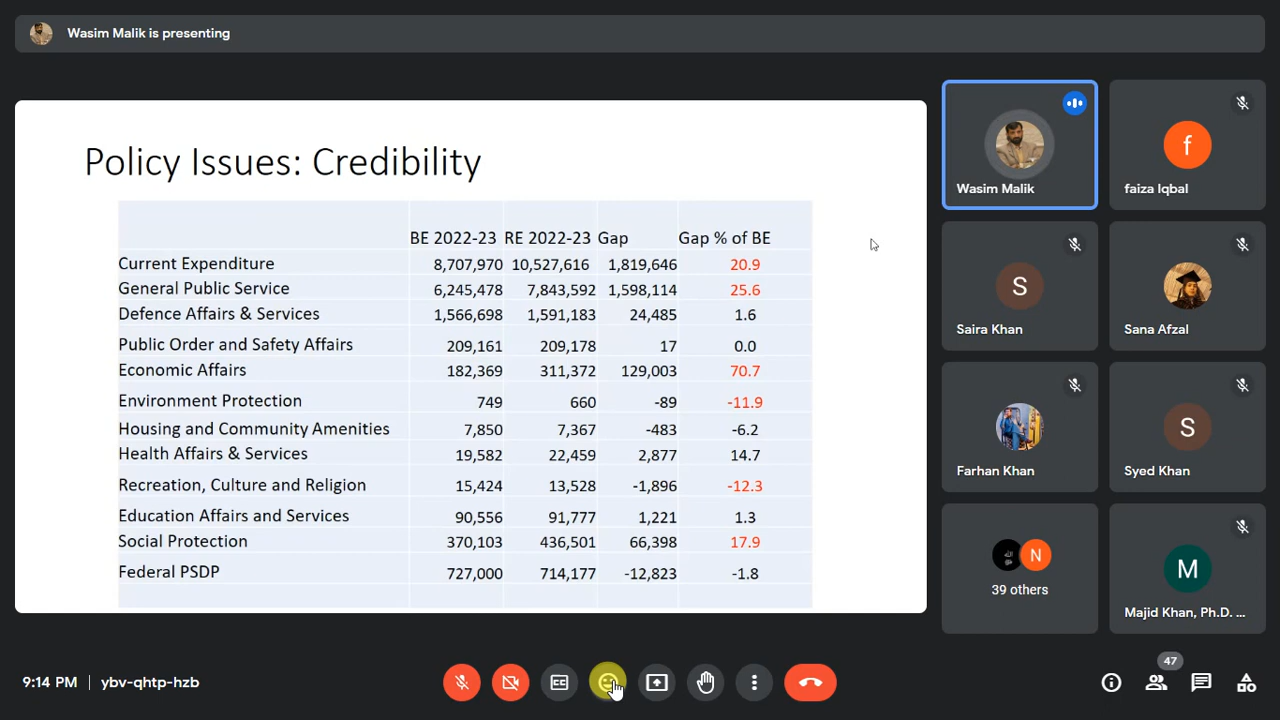 Wasim Malik is presenting
Policy Issues: Credibility
BE 2022-23 RE 2022-23 Gap Gap % of BE
Current Expenditure 8,707,970 10,527,616 1,819,646 20.9
General Public Service 6,245,478 7,843,592 1,598,114 25.6
Defence Affairs & Services 1,566,698 1,591,183 24,485 1.6
Public Order and Safety Affairs 209,161 209,178 17 0.0
Economic Affairs 182,369 311,372 129,003 70.7
Environment Protection 749 660 -89 -11.9
Housing and Community Amenities 7,850 7,367 -483 -6.2
Health Affairs & Services 19,582 22,459 2,877 14.7
Recreation, Culture and Religion 15,424 13,528 -1,896 -12.3
Education Affairs and Services 90,556 91,777 1,221 1.3
Social Protection 370,103 436,501 66,398 17.9
Federal PSDP 727,000 714,177 -12,823 -1.8
Wasim Malik
f
faiza Iqbal
S
Saira Khan
Sana Afzal
Farhan Khan
S
Syed Khan
N
39 others
M
Majid Khan, Ph.D. ...
9:14 PM | ybv-qhtp-hzb
CC
47